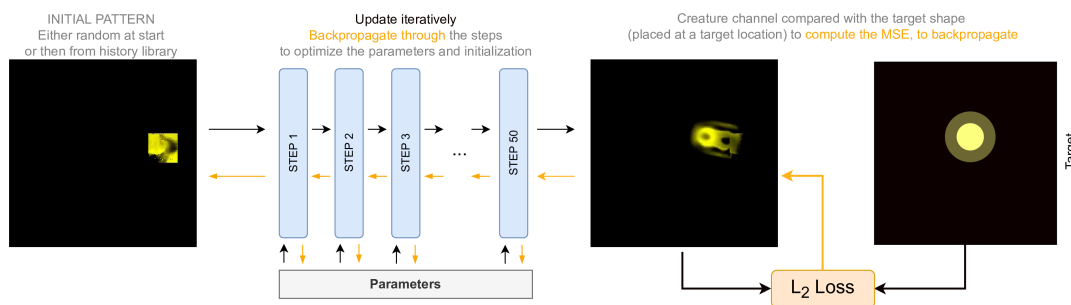 INITIAL PATTERN
Either random at start
or then from history library
Update iteratively
Backpropagate through the steps
to optimize the parameters and initialization
Creature channel compared with the target shape
(placed at a target location) to compute the MSE, to backpropagate
STEP 1
STEP 2
STEP 3
...
STEP 50
Target
Parameters
L₂ Loss